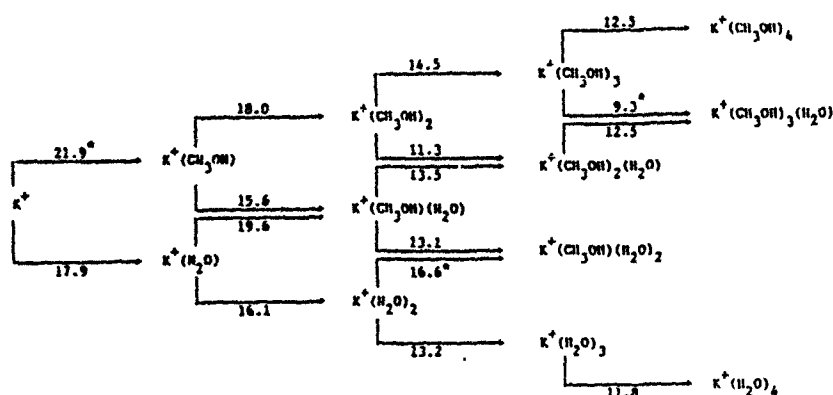 12.5 K⁺(CH₃OH)₄
14.5 K⁺(CH₃OH)₃
18.0 K⁺(CH₃OH)₂ 9.3* K⁺(CH₃OH)₃(H₂O)
12.5
21.9* K⁺(CH₃OH) 11.3 K⁺(CH₃OH)₂(H₂O)
13.5
K⁺ 15.6 K⁺(CH₃OH)(H₂O)
19.6
17.9 K⁺(H₂O) 13.1 K⁺(CH₃OH)(H₂O)₂
16.6*
16.1 K⁺(H₂O)₂
13.2 K⁺(H₂O)₃
11.8 K⁺(H₂O)₄